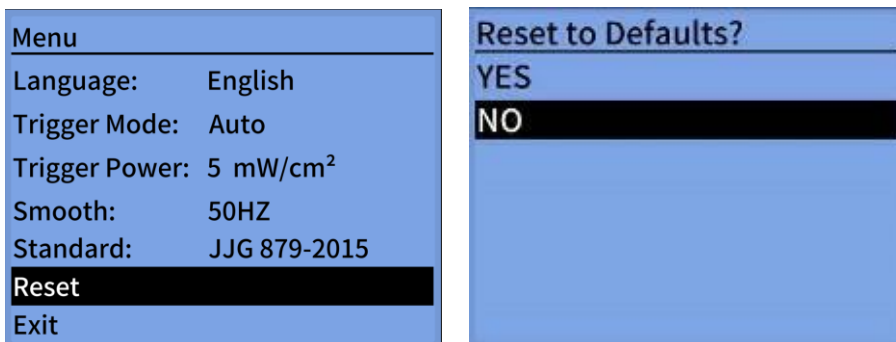 Menu
Language: English
Trigger Mode: Auto
Trigger Power: 5 mW/cm²
Smooth: 50HZ
Standard: JJG 879-2015
Reset
Exit
Reset to Defaults?
YES
NO